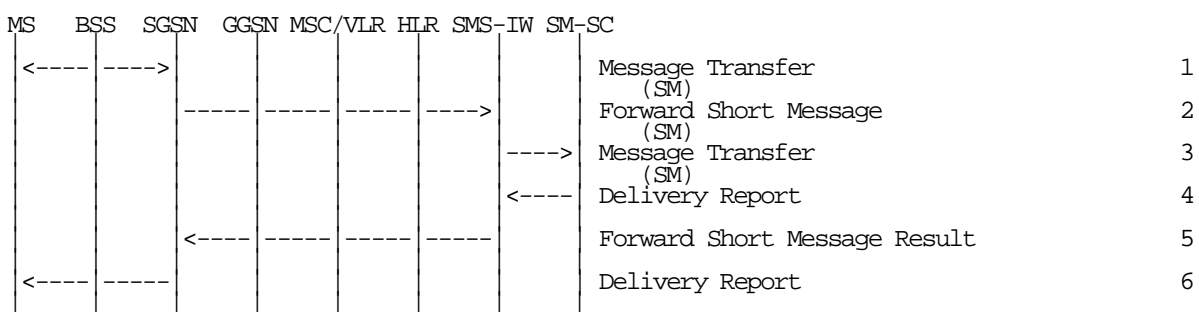 MS BSS SGSN GGSN MSC/VLR HLR SMS-IW SM-SC
Message Transfer 1
(SM)
Forward Short Message 2
(SM)
Message Transfer 3
(SM)
Delivery Report 4
Forward Short Message Result 5
Delivery Report 6